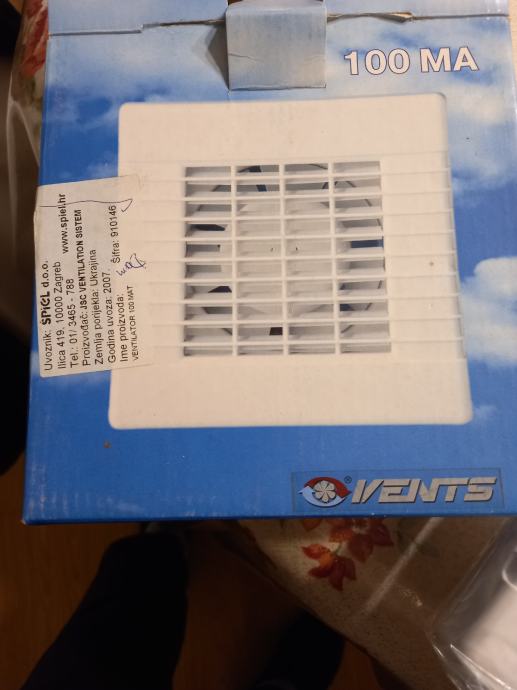 100 MA
Uvoznik: ŠPIEL d.o.o.
Ilica 419, 10000 Zagreb www.spiel.hr
Tel.: 01/ 3465 - 788
Proizvođač: JSC VENTILATION SISTEM
Zemlja porijekla: Ukrajina
Godina uvoza: 2007. Šifra: 910146
Ime proizvoda:
VENTILATOR 100 MAT
® VENTS